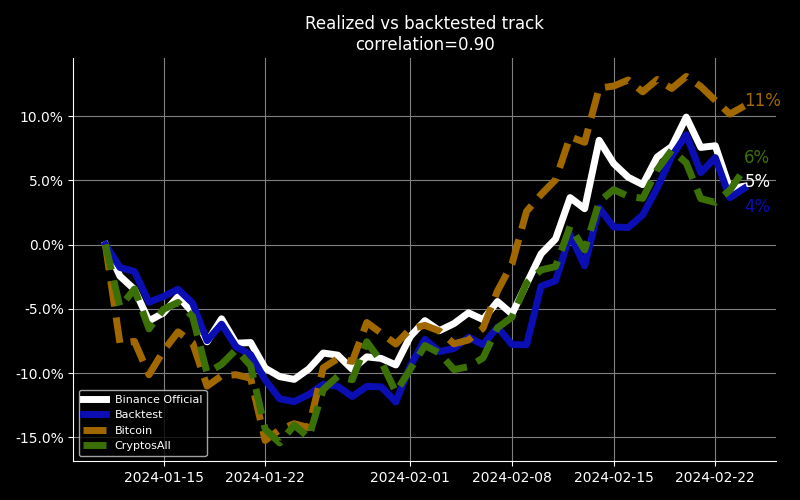 Realized vs backtested track
correlation=0.90
10.0%
5.0%
0.0%
-5.0%
-10.0%
-15.0%
11%
6%
5%
4%
Binance Official
Backtest
Bitcoin
CryptosAll
2024-01-15
2024-01-22
2024-02-01
2024-02-08
2024-02-15
2024-02-22